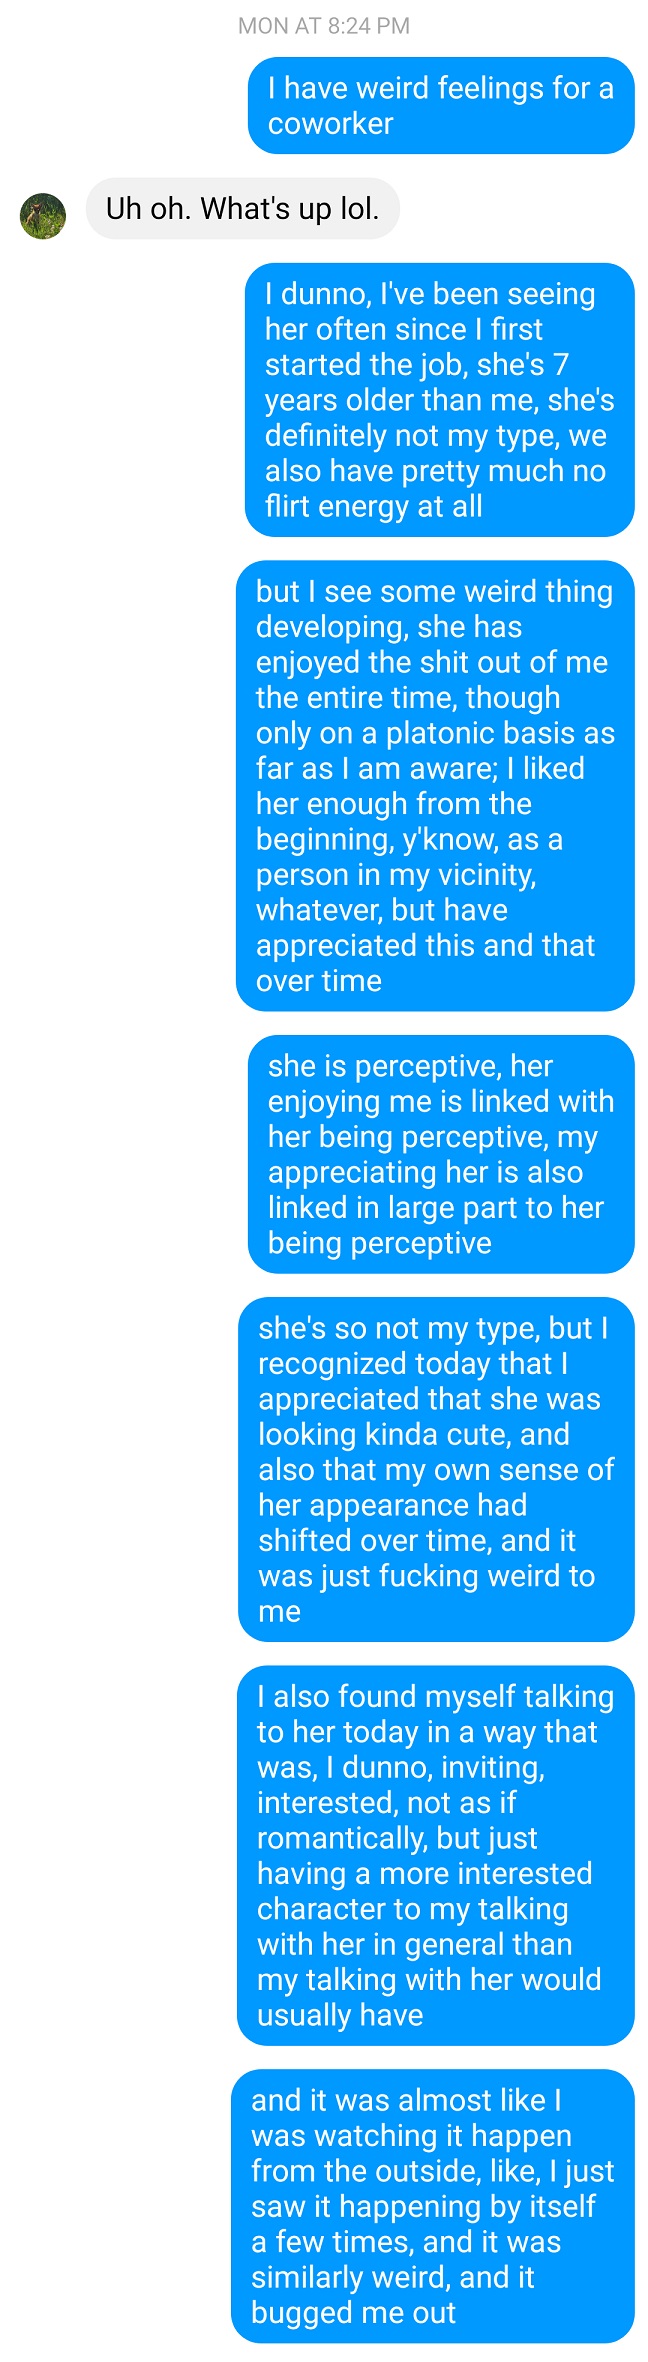 MON AT 8:24 PM
I have weird feelings for a
coworker
Uh oh. What's up lol.
I dunno, I've been seeing
her often since I first
started the job, she's 7
years older than me, she's
definitely not my type, we
also have pretty much no
flirt energy at all
but I see some weird thing
developing, she has
enjoyed the shit out of me
the entire time, though
only on a platonic basis as
far as I am aware; I liked
her enough from the
beginning, y'know, as a
person in my vicinity,
whatever, but have
appreciated this and that
over time
she is perceptive, her
enjoying me is linked with
her being perceptive, my
appreciating her is also
linked in large part to her
being perceptive
she's so not my type, but I
recognized today that I
appreciated that she was
looking kinda cute, and
also that my own sense of
her appearance had
shifted over time, and it
was just fucking weird to
me
I also found myself talking
to her today in a way that
was, I dunno, inviting,
interested, not as if
romantically, but just
having a more interested
character to my talking
with her in general than
my talking with her would
usually have
and it was almost like I
was watching it happen
from the outside, like, I just
saw it happening by itself
a few times, and it was
similarly weird, and it
bugged me out